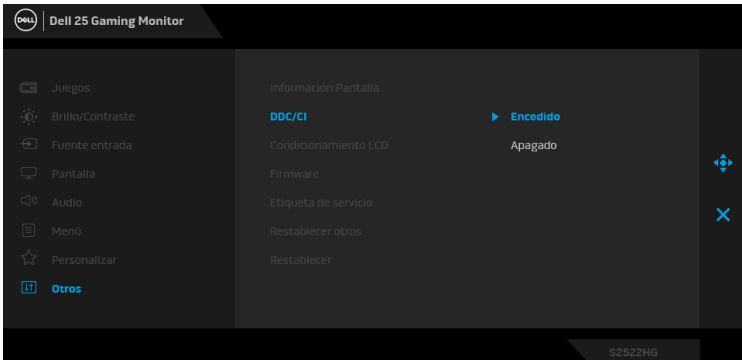 DELL
Dell 25 Gaming Monitor
Juegos
Brillo/Contraste
Fuente entrada
Pantalla
Audio
Menú
Personalizar
Otros
Información Pantalla
DDC/CI
Condicionamiento LCD
Firmware
Etiqueta de servicio
Restablecer otros
Restablecer
Encedido
Apagado
S2522HG